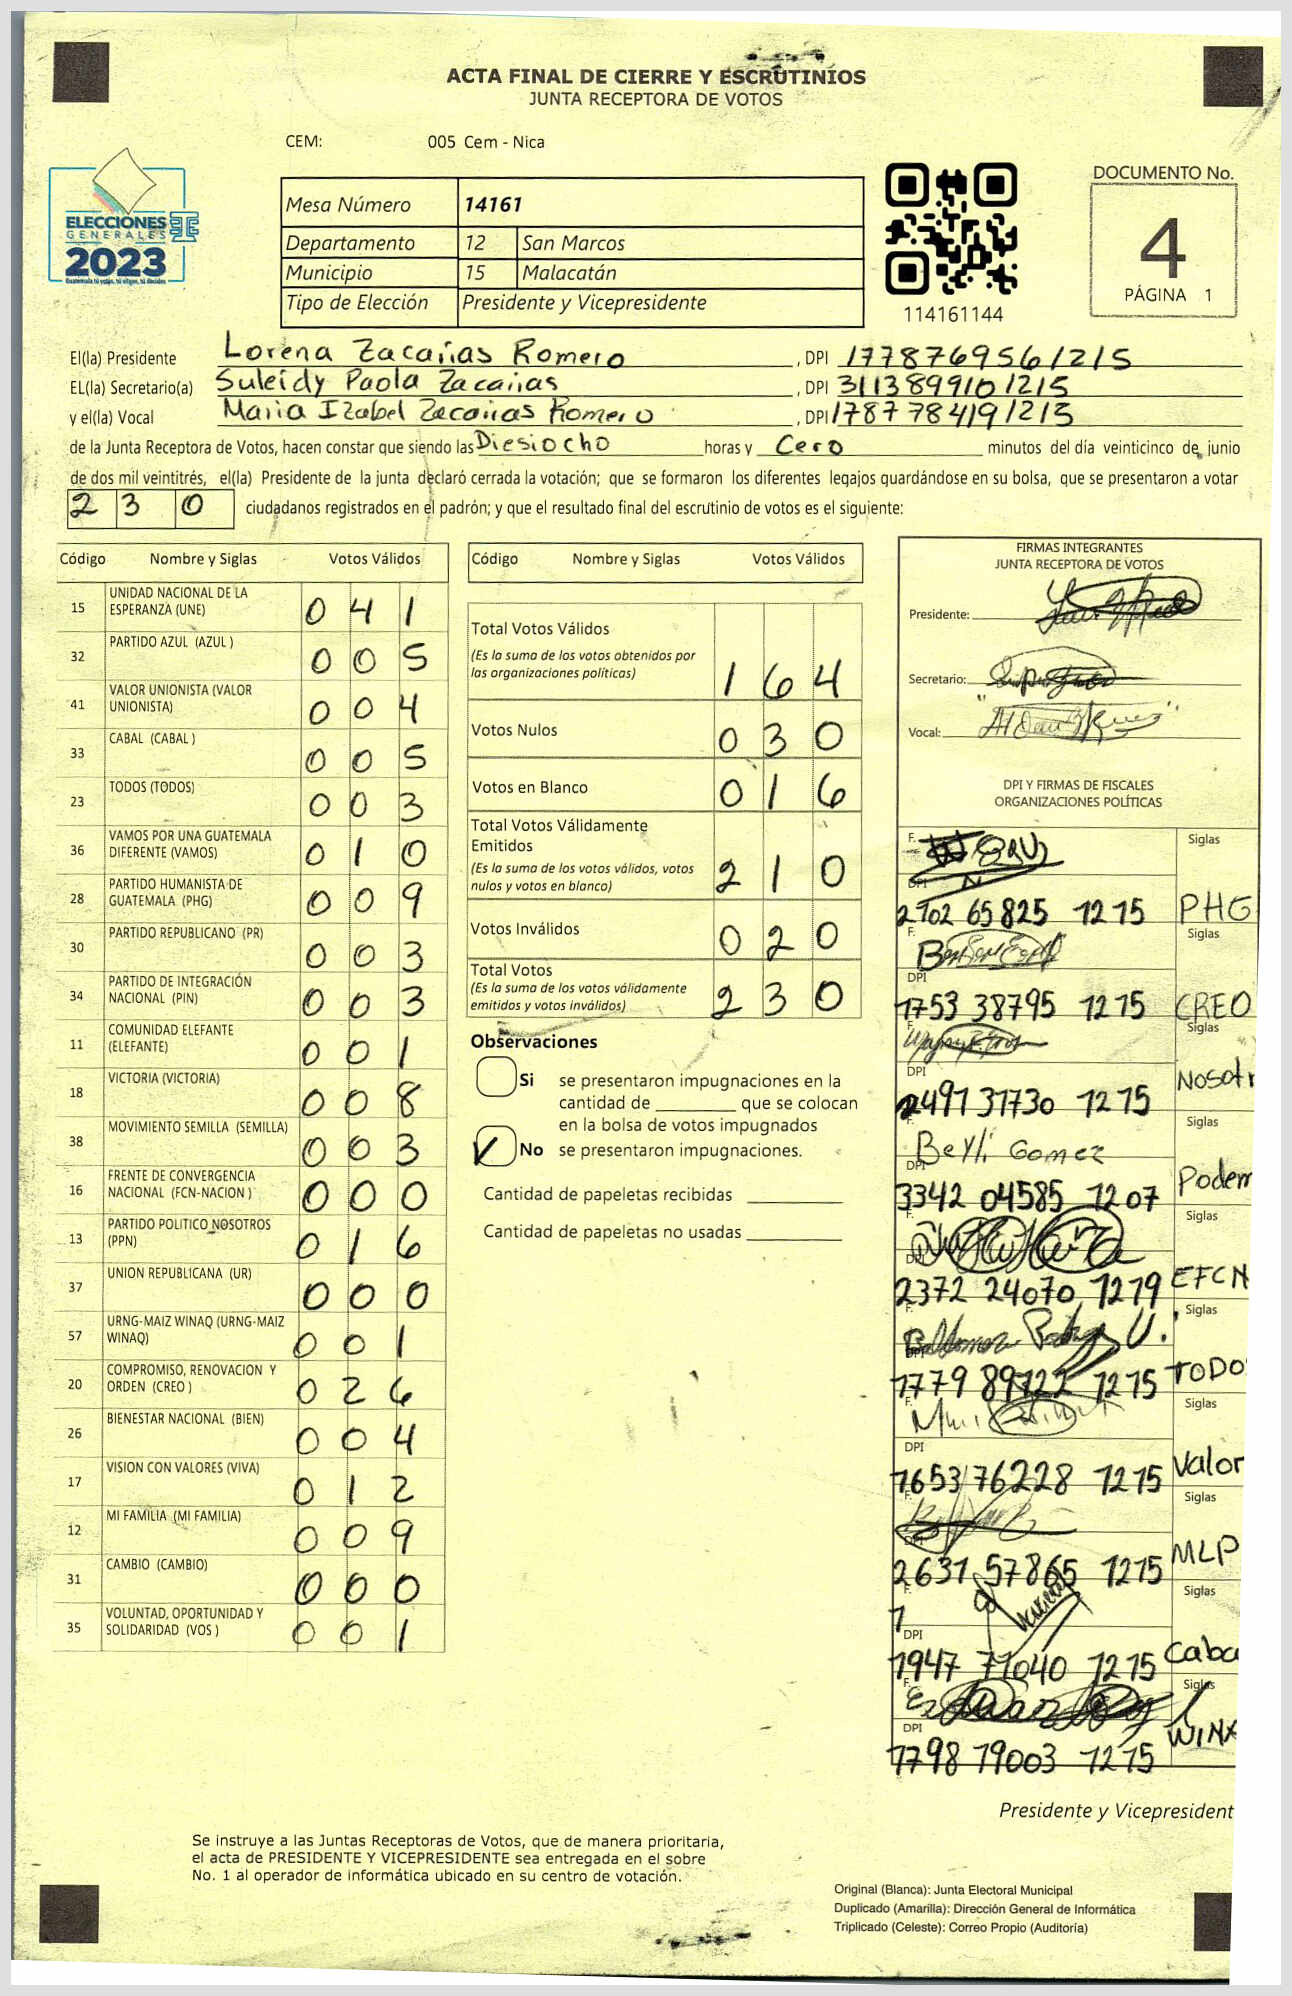 ACTA FINAL DE CIERRE Y ESCRUTINIOS
JUNTA RECEPTORA DE VOTOS
CEM: 005 Cem - Nica
ELECCIONES
GENERALES
2023
Guatemala tú votas, tú eliges, tú decides
Mesa Número 14161
Departamento 12 San Marcos
Municipio 15 Malacatán
Tipo de Elección Presidente y Vicepresidente
114161144
DOCUMENTO No.
4
PÁGINA 1
El(la) Presidente Lorena Zacarías Romero , DPI 1778769561215
EL(la) Secretario(a) Suleidy Paola Zacarías , DPI 3113899101215
y el(la) Vocal Maria Izabel Zacarias Romero , DPI 1787784191215
de la Junta Receptora de Votos, hacen constar que siendo las Diesiocho horas y Cero minutos del día veinticinco de junio
de dos mil veintitrés, el(la) Presidente de la junta declaró cerrada la votación; que se formaron los diferentes legajos guardándose en su bolsa, que se presentaron a votar
2 3 0 ciudadanos registrados en el padrón; y que el resultado final del escrutinio de votos es el siguiente:
Código Nombre y Siglas Votos Válidos
15 UNIDAD NACIONAL DE LA
ESPERANZA (UNE) 0 4 1
32 PARTIDO AZUL (AZUL ) 0 0 5
41 VALOR UNIONISTA (VALOR
UNIONISTA) 0 0 4
33 CABAL (CABAL ) 0 0 5
23 TODOS (TODOS) 0 0 3
36 VAMOS POR UNA GUATEMALA
DIFERENTE (VAMOS) 0 1 0
28 PARTIDO HUMANISTA DE
GUATEMALA (PHG) 0 0 9
30 PARTIDO REPUBLICANO (PR) 0 0 3
34 PARTIDO DE INTEGRACIÓN
NACIONAL (PIN) 0 0 3
11 COMUNIDAD ELEFANTE
(ELEFANTE) 0 0 1
18 VICTORIA (VICTORIA) 0 0 8
38 MOVIMIENTO SEMILLA (SEMILLA) 0 0 3
16 FRENTE DE CONVERGENCIA
NACIONAL (FCN-NACION ) 0 0 0
13 PARTIDO POLITICO NOSOTROS
(PPN) 0 1 6
37 UNION REPUBLICANA (UR) 0 0 0
57 URNG-MAIZ WINAQ (URNG-MAIZ
WINAQ) 0 0 1
20 COMPROMISO, RENOVACION Y
ORDEN (CREO ) 0 2 6
26 BIENESTAR NACIONAL (BIEN) 0 0 4
17 VISION CON VALORES (VIVA) 0 1 2
12 MI FAMILIA (MI FAMILIA) 0 0 9
31 CAMBIO (CAMBIO) 0 0 0
35 VOLUNTAD, OPORTUNIDAD Y
SOLIDARIDAD (VOS ) 0 0 1
Código Nombre y Siglas Votos Válidos
Total Votos Válidos
(Es la suma de los votos obtenidos por
las organizaciones políticas) 1 6 4
Votos Nulos 0 3 0
Votos en Blanco 0 1 6
Total Votos Válidamente
Emitidos
(Es la suma de los votos válidos, votos
nulos y votos en blanco) 2 1 0
Votos Inválidos 0 2 0
Total Votos
(Es la suma de los votos válidamente
emitidos y votos inválidos) 2 3 0
Observaciones
Si se presentaron impugnaciones en la
cantidad de ________ que se colocan
en la bolsa de votos impugnados
No se presentaron impugnaciones.
Cantidad de papeletas recibidas
Cantidad de papeletas no usadas
FIRMAS INTEGRANTES
JUNTA RECEPTORA DE VOTOS
Presidente:
Secretario:
Vocal:
DPI Y FIRMAS DE FISCALES
ORGANIZACIONES POLÍTICAS
F. Siglas
DPI
2702 65825 1215 PHG
F. Siglas
DPI
1753 38795 1215 CREO
F. Siglas
DPI
2491 31730 1215 Nosotr
F. Siglas
Beyli Gomez
DPI
3342 04585 1207 Podem
F. Siglas
DPI
2372 24070 1219 EFCN
F. Siglas
DPI
1779 89722 1215 TODOS
F. Siglas
DPI
1653 76228 1215 Valor
F. Siglas
DPI
2631 57865 1215 MLP
F. Siglas
DPI
1947 71040 1215 Caba
F. Siglas
DPI
1798 19003 1215 WINA
Presidente y Vicepresident
Se instruye a las Juntas Receptoras de Votos, que de manera prioritaria,
el acta de PRESIDENTE Y VICEPRESIDENTE sea entregada en el sobre
No. 1 al operador de informática ubicado en su centro de votación.
Original (Blanca): Junta Electoral Municipal
Duplicado (Amarilla): Dirección General de Informática
Triplicado (Celeste): Correo Propio (Auditoría)